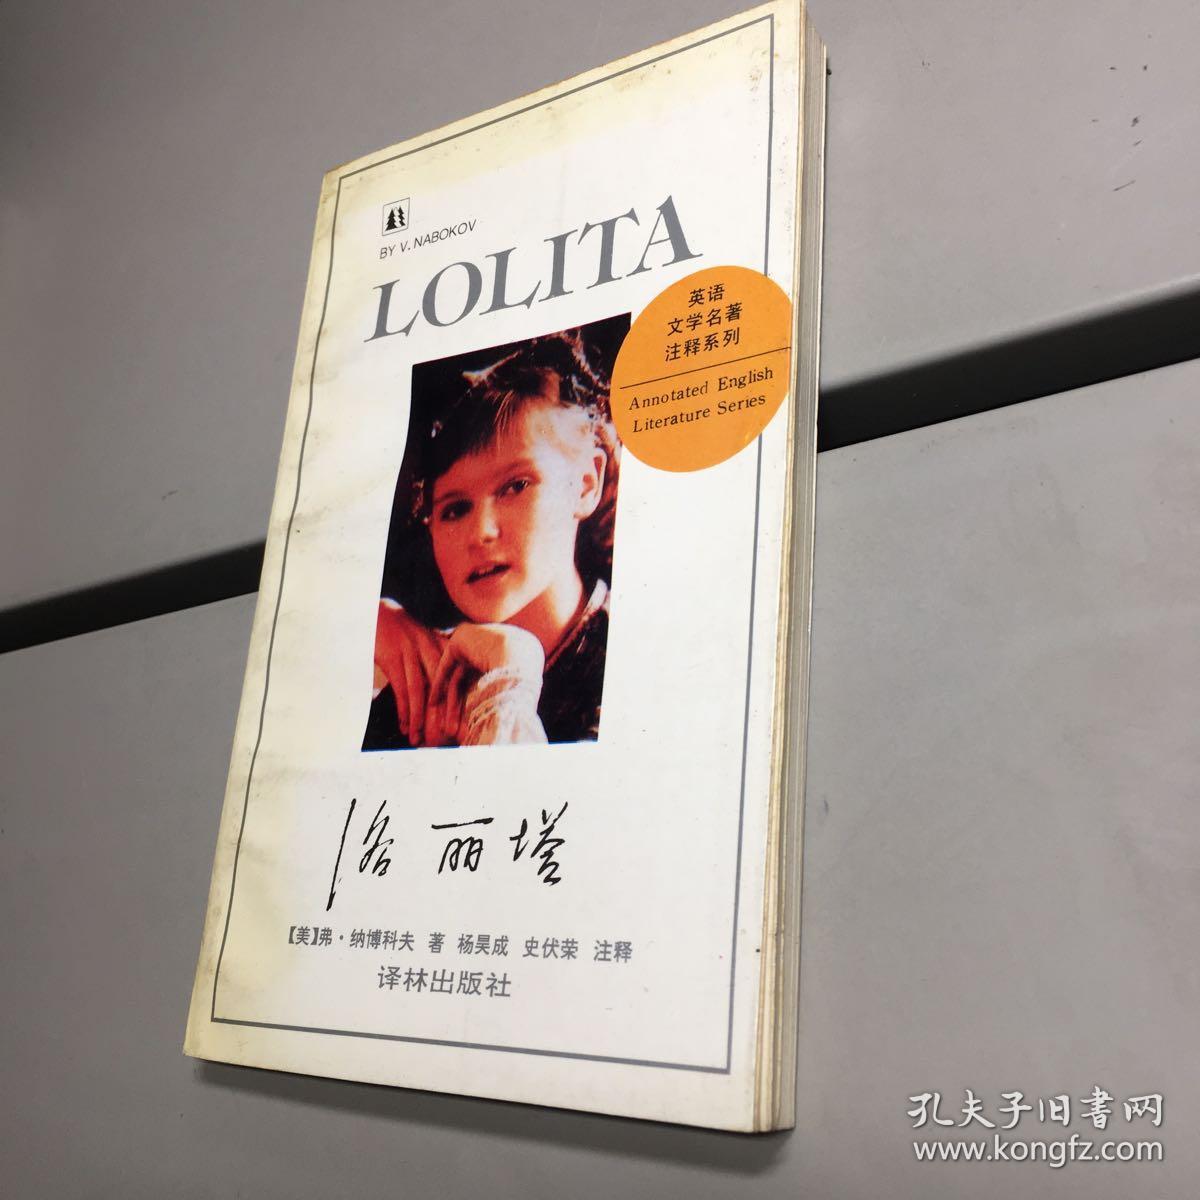 BY V. NABOKOV
LOLITA
英语
文学名著
注释系列
Annotated English
Literature Series
洛丽塔
【美】弗·纳博科夫 著 杨昊成 史伏荣 注释
译林出版社
孔夫子旧书网
www.kongfz.com